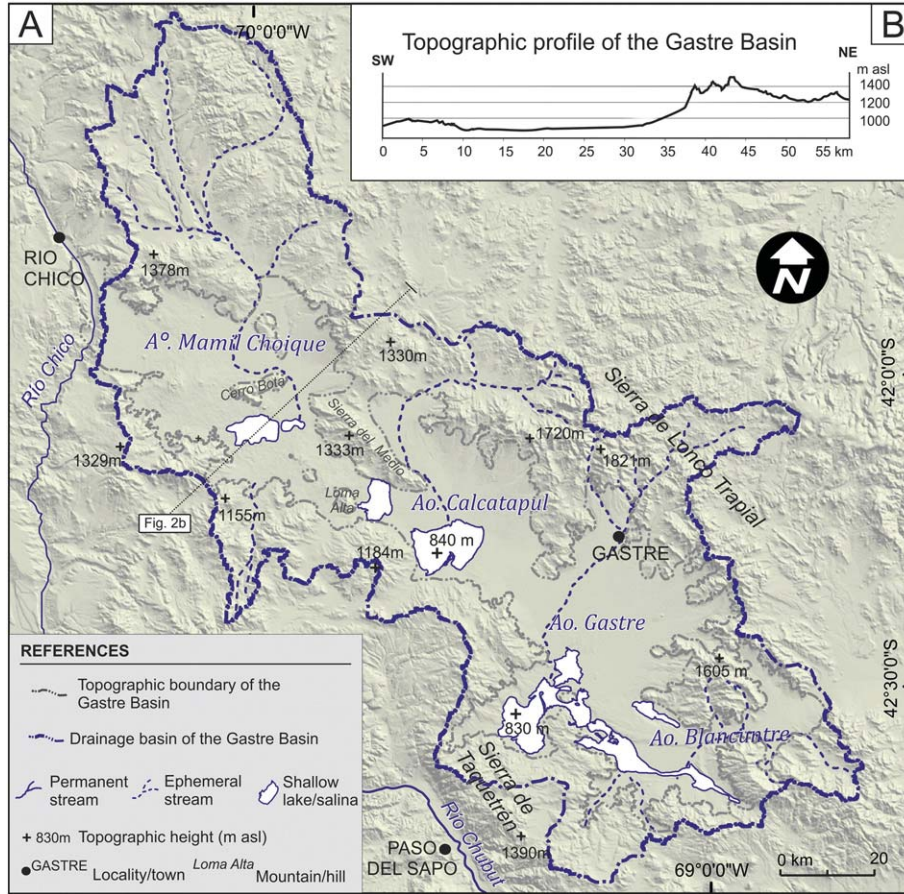 A
70°0'0"W
B
Topographic profile of the Gastre Basin
SW
NE
m asl
1400
1200
1000
0 5 10 15 20 25 30 35 40 45 50 55 km
RIO
CHICO
Rio Chico
1378m
Aº. Mamil Choique
1330m
N
42°0'0"S
Cerro Bota
Sierra del Medio
1333m
1329m
1720m
1821m
Sierra de Lonco Trapial
Loma
Alta
Ao. Calcatapul
1155m
Fig. 2b
840 m
1184m
GASTRE
Ao. Gastre
1605 m
42°30'0"S
830 m
Ao. Blancuntre
Sierra de
Taquetrén
1390m
Rio Chubut
PASO
DEL SAPO
69°0'0"W
0 km 20
REFERENCES
Topographic boundary of the
Gastre Basin
Drainage basin of the Gastre Basin
Permanent
stream
Ephemeral
stream
Shallow
lake/salina
830m Topographic height (m asl)
GASTRE Locality/town
Loma Alta Mountain/hill